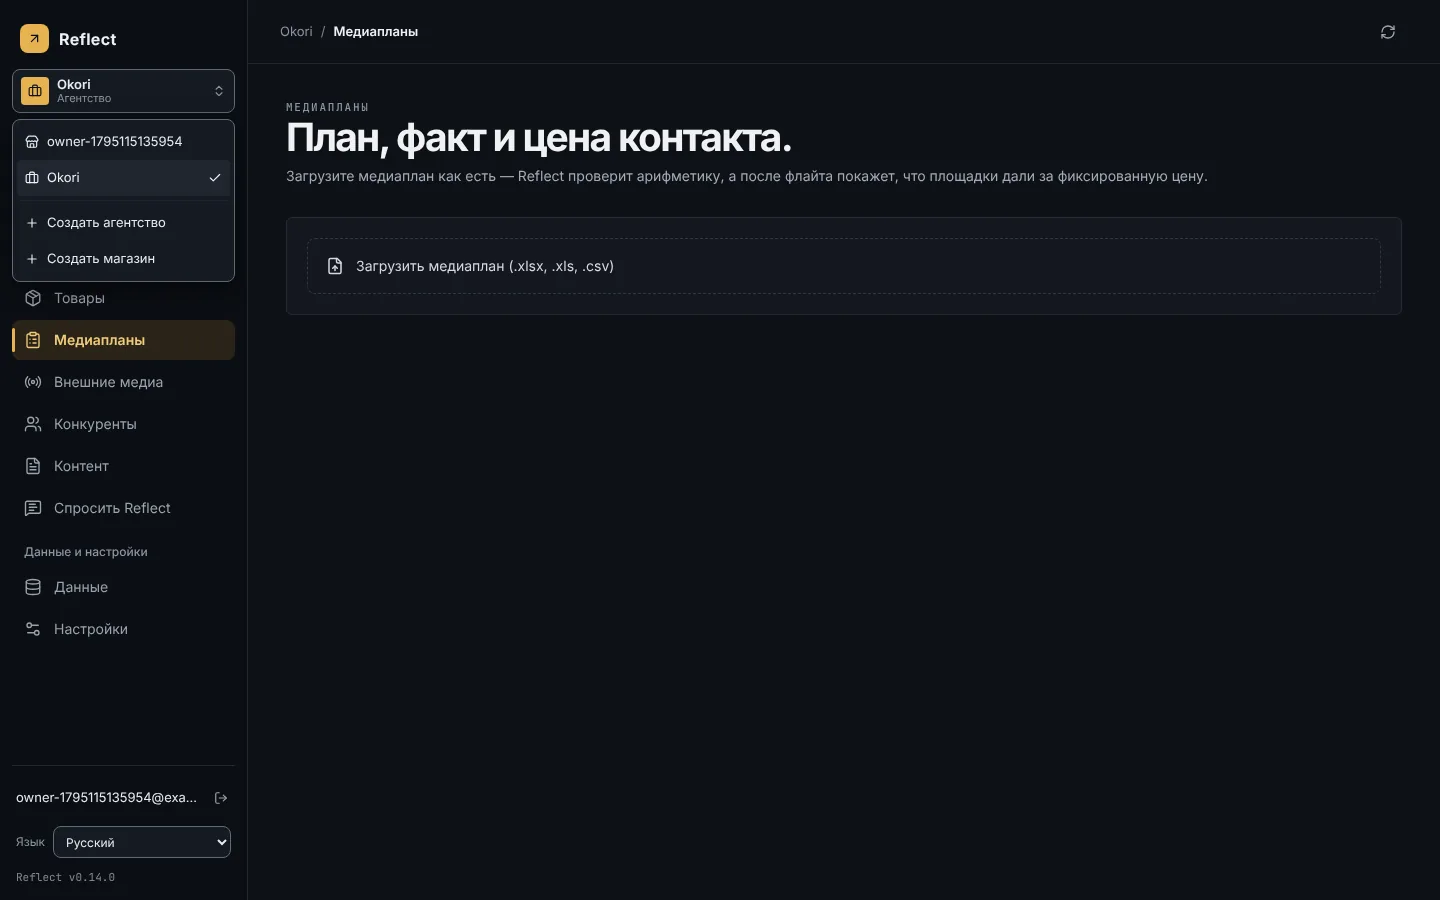 Reflect
Okori
Агентство
owner-1795115135954
Okori
Создать агентство
Создать магазин
Товары
Медиапланы
Внешние медиа
Конкуренты
Контент
Спросить Reflect
Данные и настройки
Данные
Настройки
owner-1795115135954@exa...
Язык
Русский
Reflect v0.14.0
Okori / Медиапланы
МЕДИАПЛАНЫ
План, факт и цена контакта.
Загрузите медиаплан как есть — Reflect проверит арифметику, а после флайта покажет, что площадки дали за фиксированную цену.
Загрузить медиаплан (.xlsx, .xls, .csv)